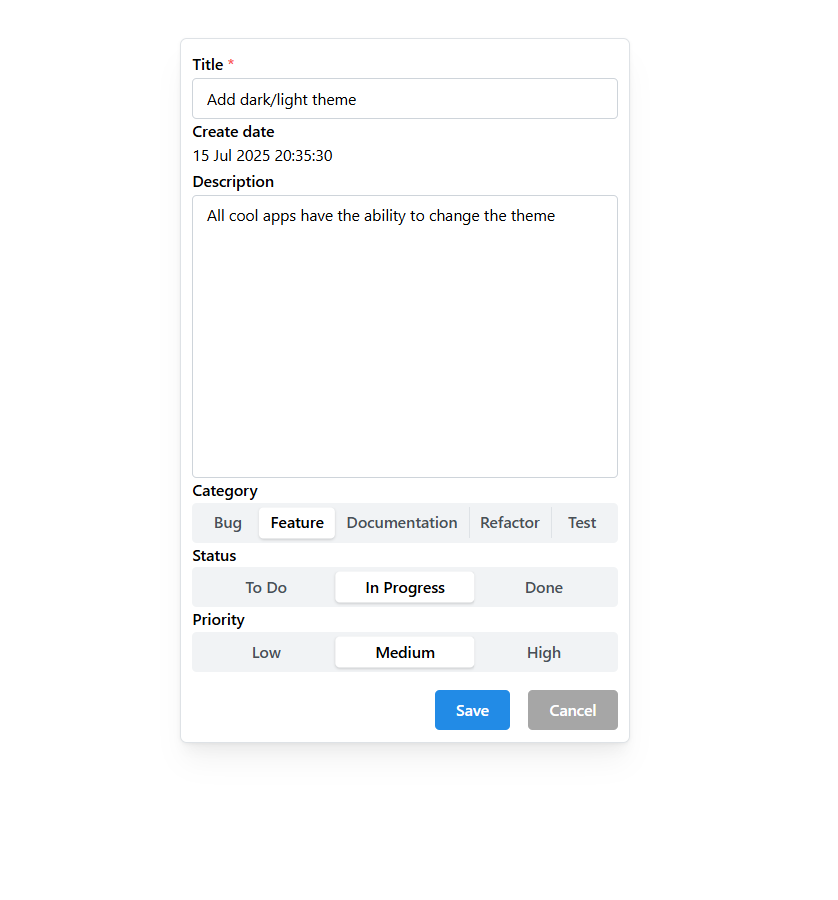 Title *
Add dark/light theme
Create date
15 Jul 2025 20:35:30
Description
All cool apps have the ability to change the theme
Category
Bug Feature Documentation Refactor Test
Status
To Do In Progress Done
Priority
Low Medium High
Save Cancel